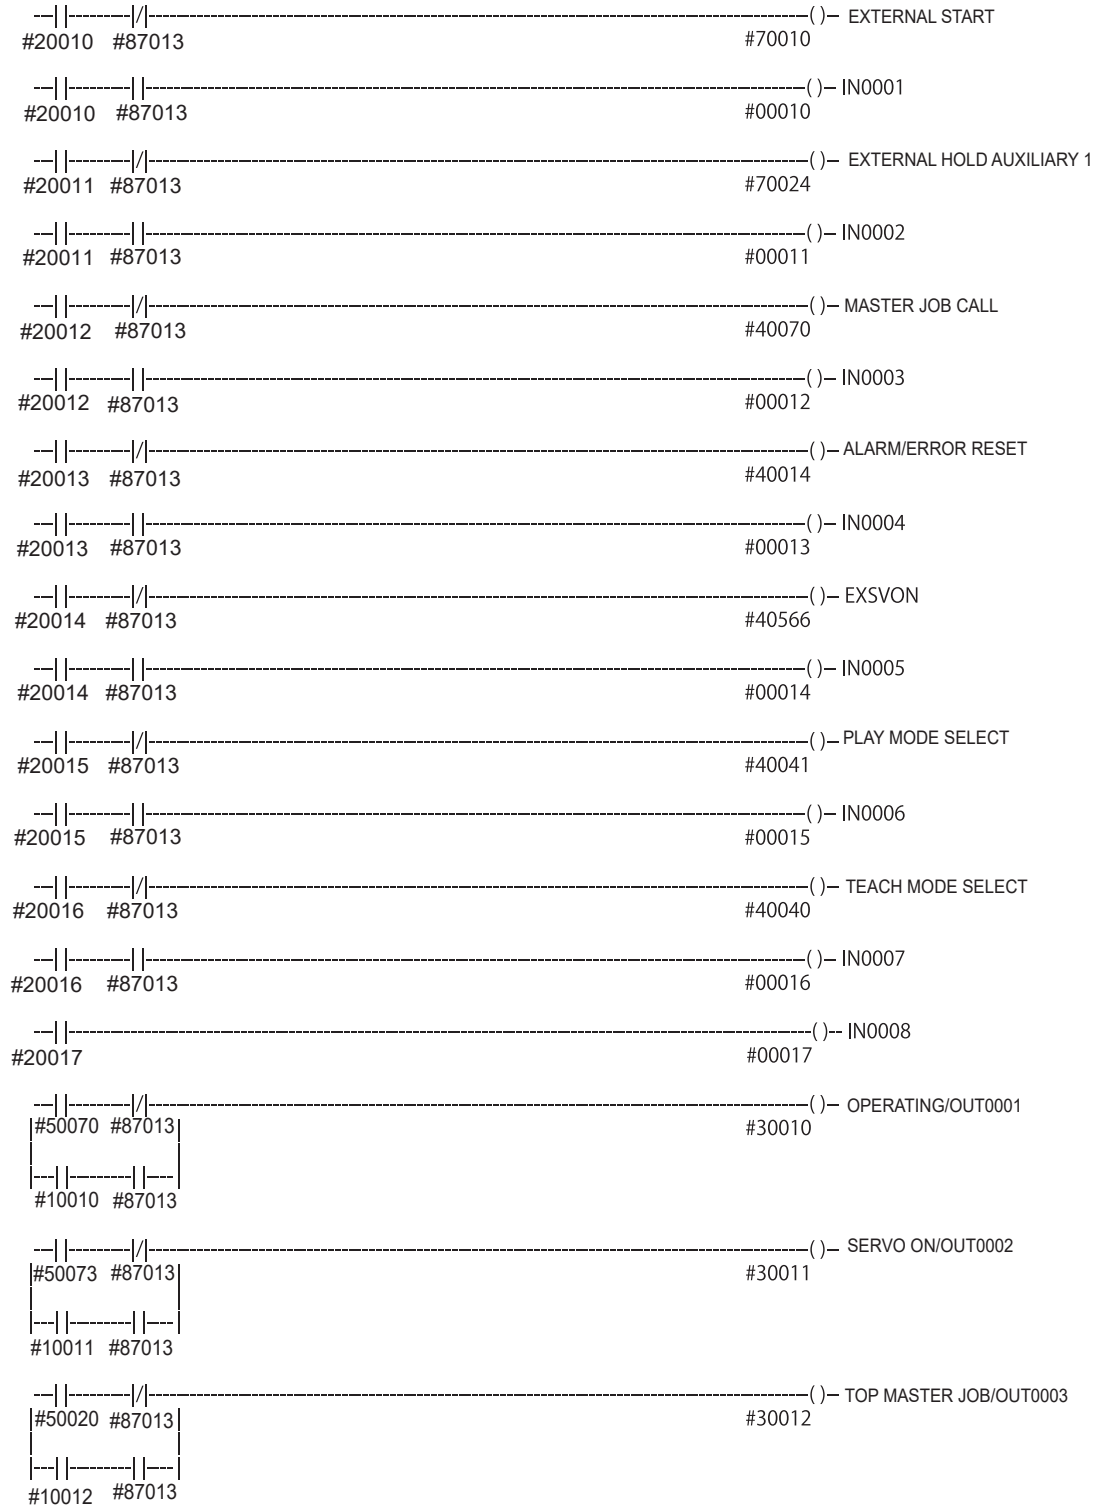 EXTERNAL START
#20010 #87013 #70010
IN0001
#20010 #87013 #00010
EXTERNAL HOLD AUXILIARY 1
#20011 #87013 #70024
IN0002
#20011 #87013 #00011
MASTER JOB CALL
#20012 #87013 #40070
IN0003
#20012 #87013 #00012
ALARM/ERROR RESET
#20013 #87013 #40014
IN0004
#20013 #87013 #00013
EXSVON
#20014 #87013 #40566
IN0005
#20014 #87013 #00014
PLAY MODE SELECT
#20015 #87013 #40041
IN0006
#20015 #87013 #00015
TEACH MODE SELECT
#20016 #87013 #40040
IN0007
#20016 #87013 #00016
IN0008
#20017 #00017
OPERATING/OUT0001
#50070 #87013 #30010
#10010 #87013
SERVO ON/OUT0002
#50073 #87013 #30011
#10011 #87013
TOP MASTER JOB/OUT0003
#50020 #87013 #30012
#10012 #87013